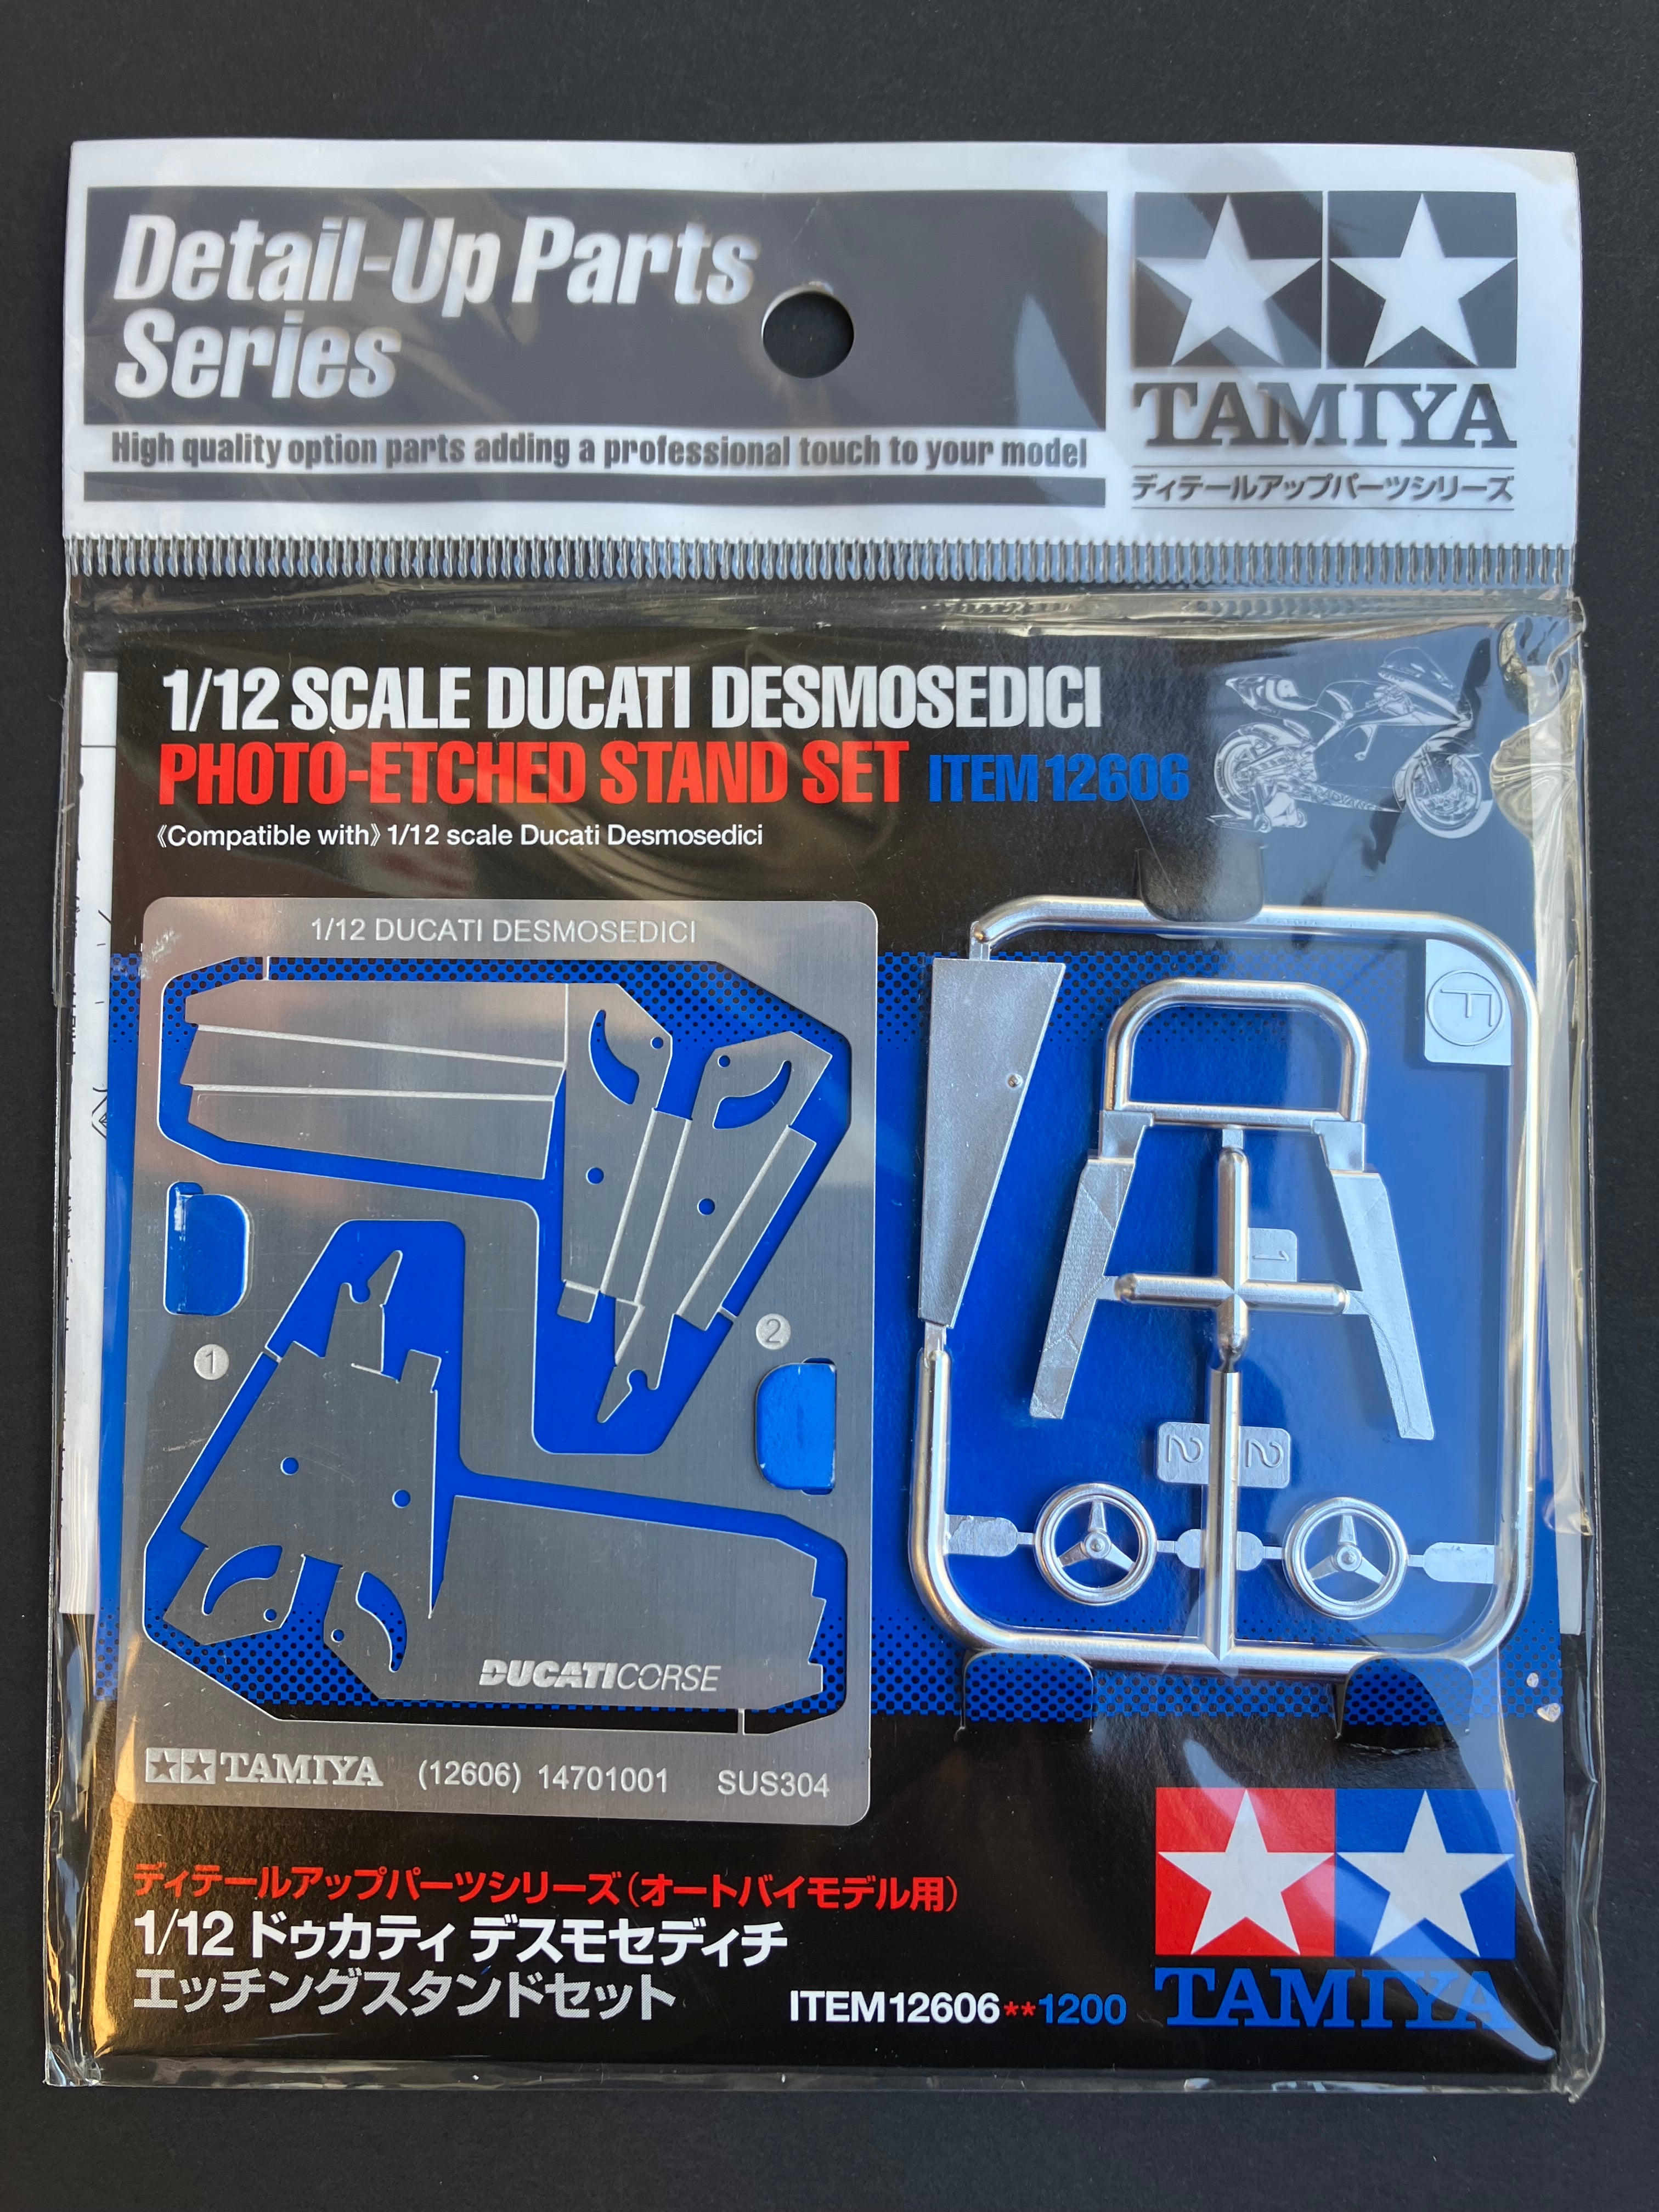 Detail-Up Parts
Series
High quality option parts adding a professional touch to your model
TAMIYA
ディテールアップパーツシリーズ
1/12 SCALE DUCATI DESMOSEDICI
PHOTO-ETCHED STAND SET ITEM 12606
《Compatible with》 1/12 scale Ducati Desmosedici
1/12 DUCATI DESMOSEDICI
F
1
2
1
2 2
DUCATICORSE
TAMIYA (12606) 14701001 SUS304
ディテールアップパーツシリーズ(オートバイモデル用)
1/12 ドゥカティ デスモセディチ
エッチングスタンドセット
ITEM 12606**1200
TAMIYA